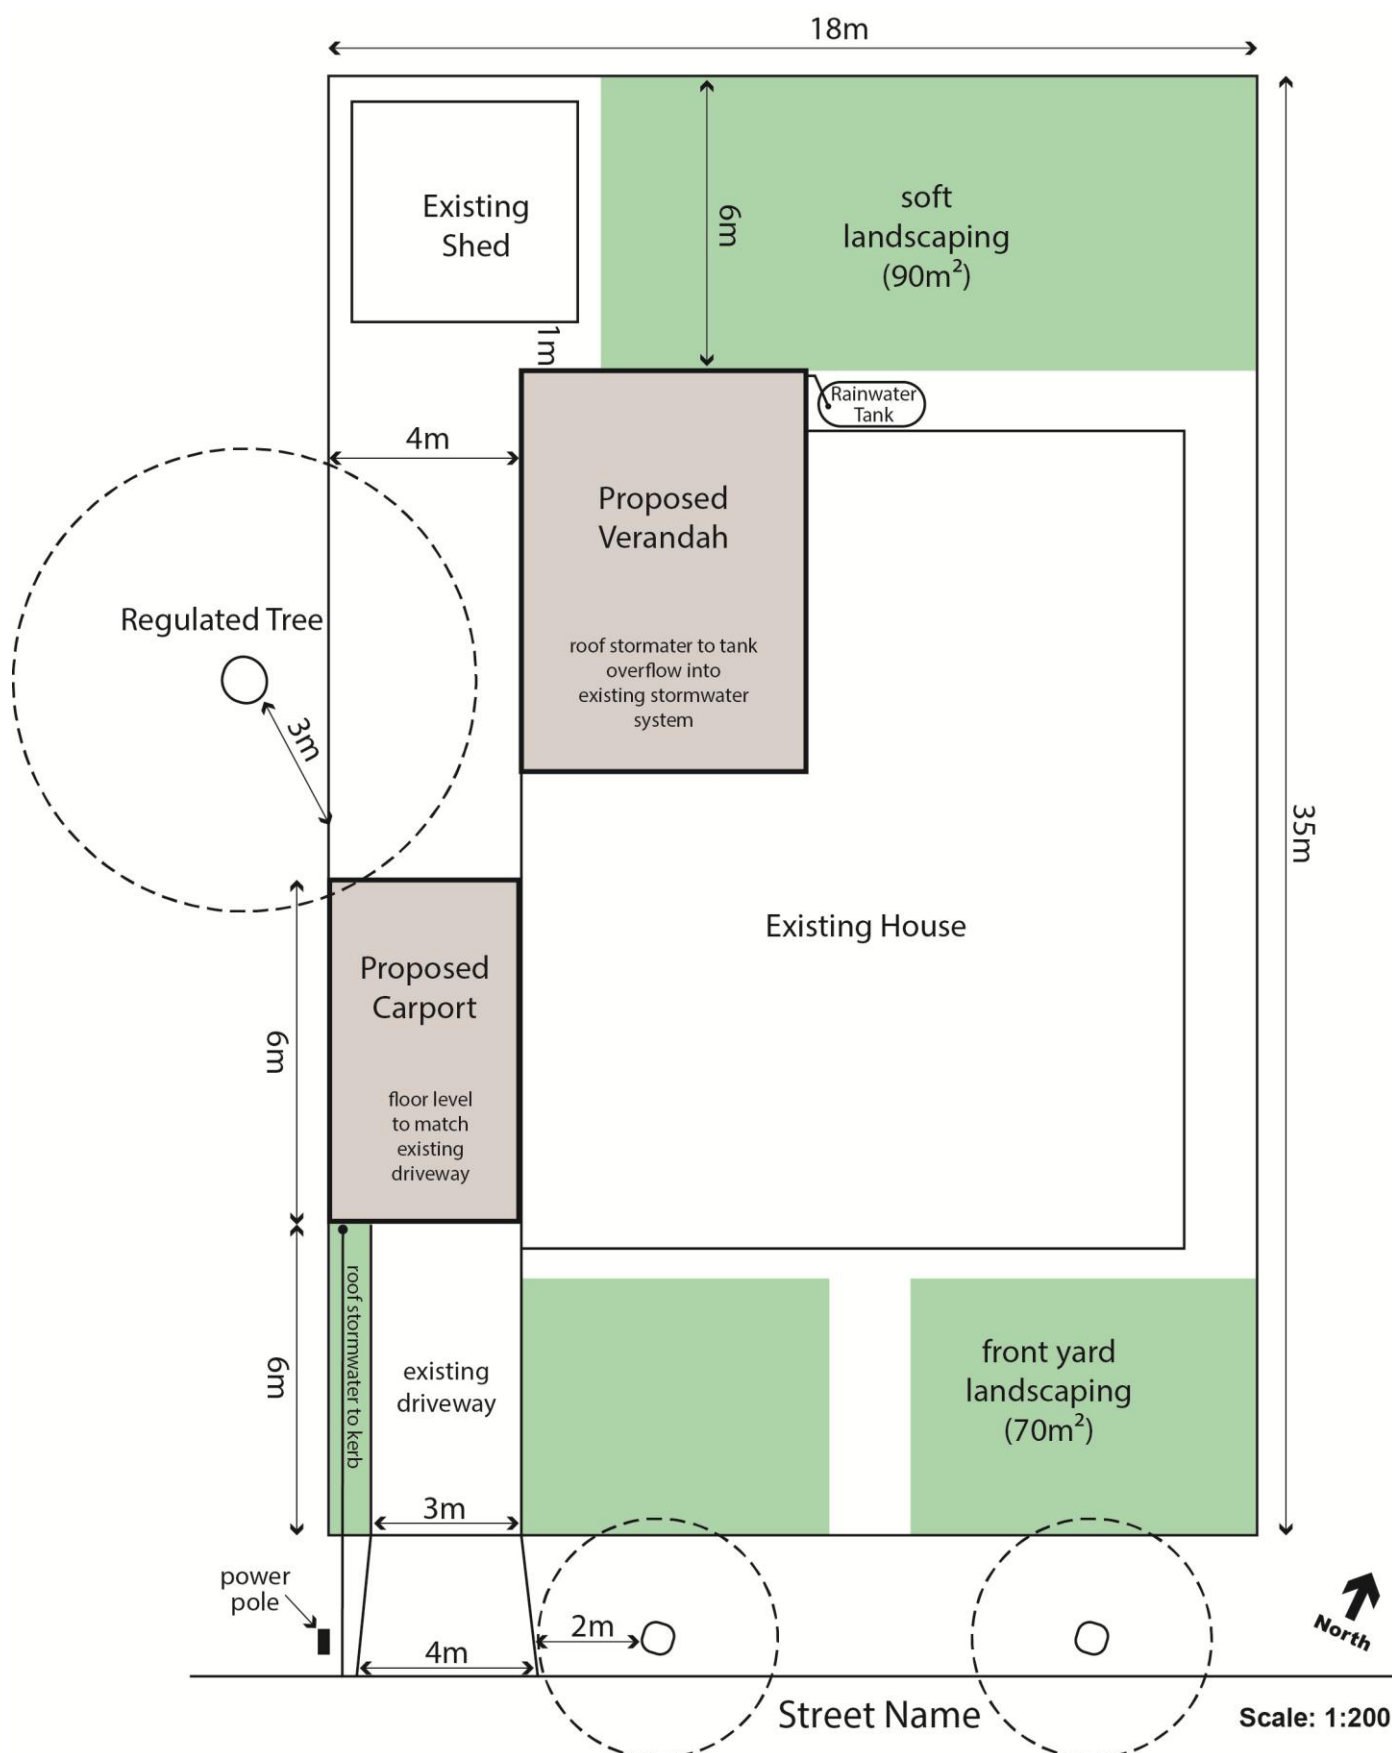 18m
Existing
Shed
6m
soft
landscaping
(90m²)
1m
Rainwater
Tank
4m
Proposed
Verandah
Regulated Tree
roof stormater to tank
overflow into
existing stormwater
system
3m
35m
Existing House
Proposed
Carport
6m
floor level
to match
existing
driveway
roof stormwater to kerb
6m
existing
driveway
front yard
landscaping
(70m²)
3m
power
pole
2m
4m
North
Street Name
Scale: 1:200